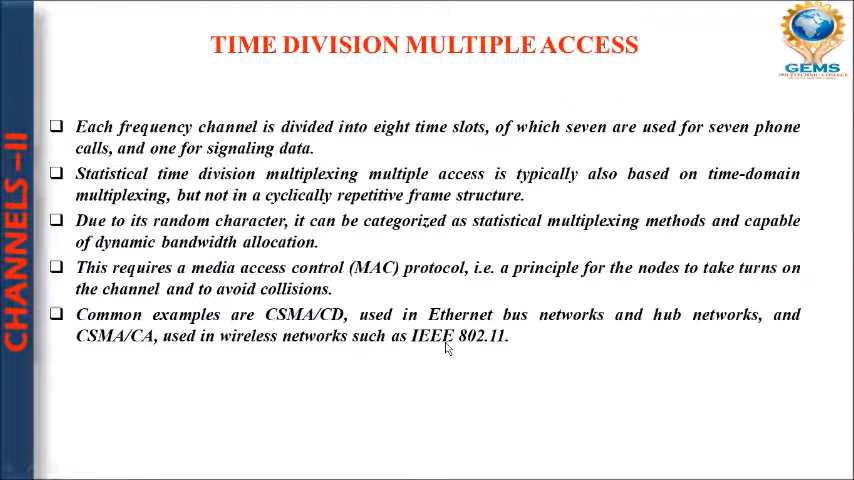 TIME DIVISION MULTIPLE ACCESS
GEMS
POLYTECHNIC COLLEGE
CHANNELS –II
❑ Each frequency channel is divided into eight time slots, of which seven are used for seven phone
calls, and one for signaling data.
❑ Statistical time division multiplexing multiple access is typically also based on time-domain
multiplexing, but not in a cyclically repetitive frame structure.
❑ Due to its random character, it can be categorized as statistical multiplexing methods and capable
of dynamic bandwidth allocation.
❑ This requires a media access control (MAC) protocol, i.e. a principle for the nodes to take turns on
the channel and to avoid collisions.
❑ Common examples are CSMA/CD, used in Ethernet bus networks and hub networks, and
CSMA/CA, used in wireless networks such as IEEE 802.11.